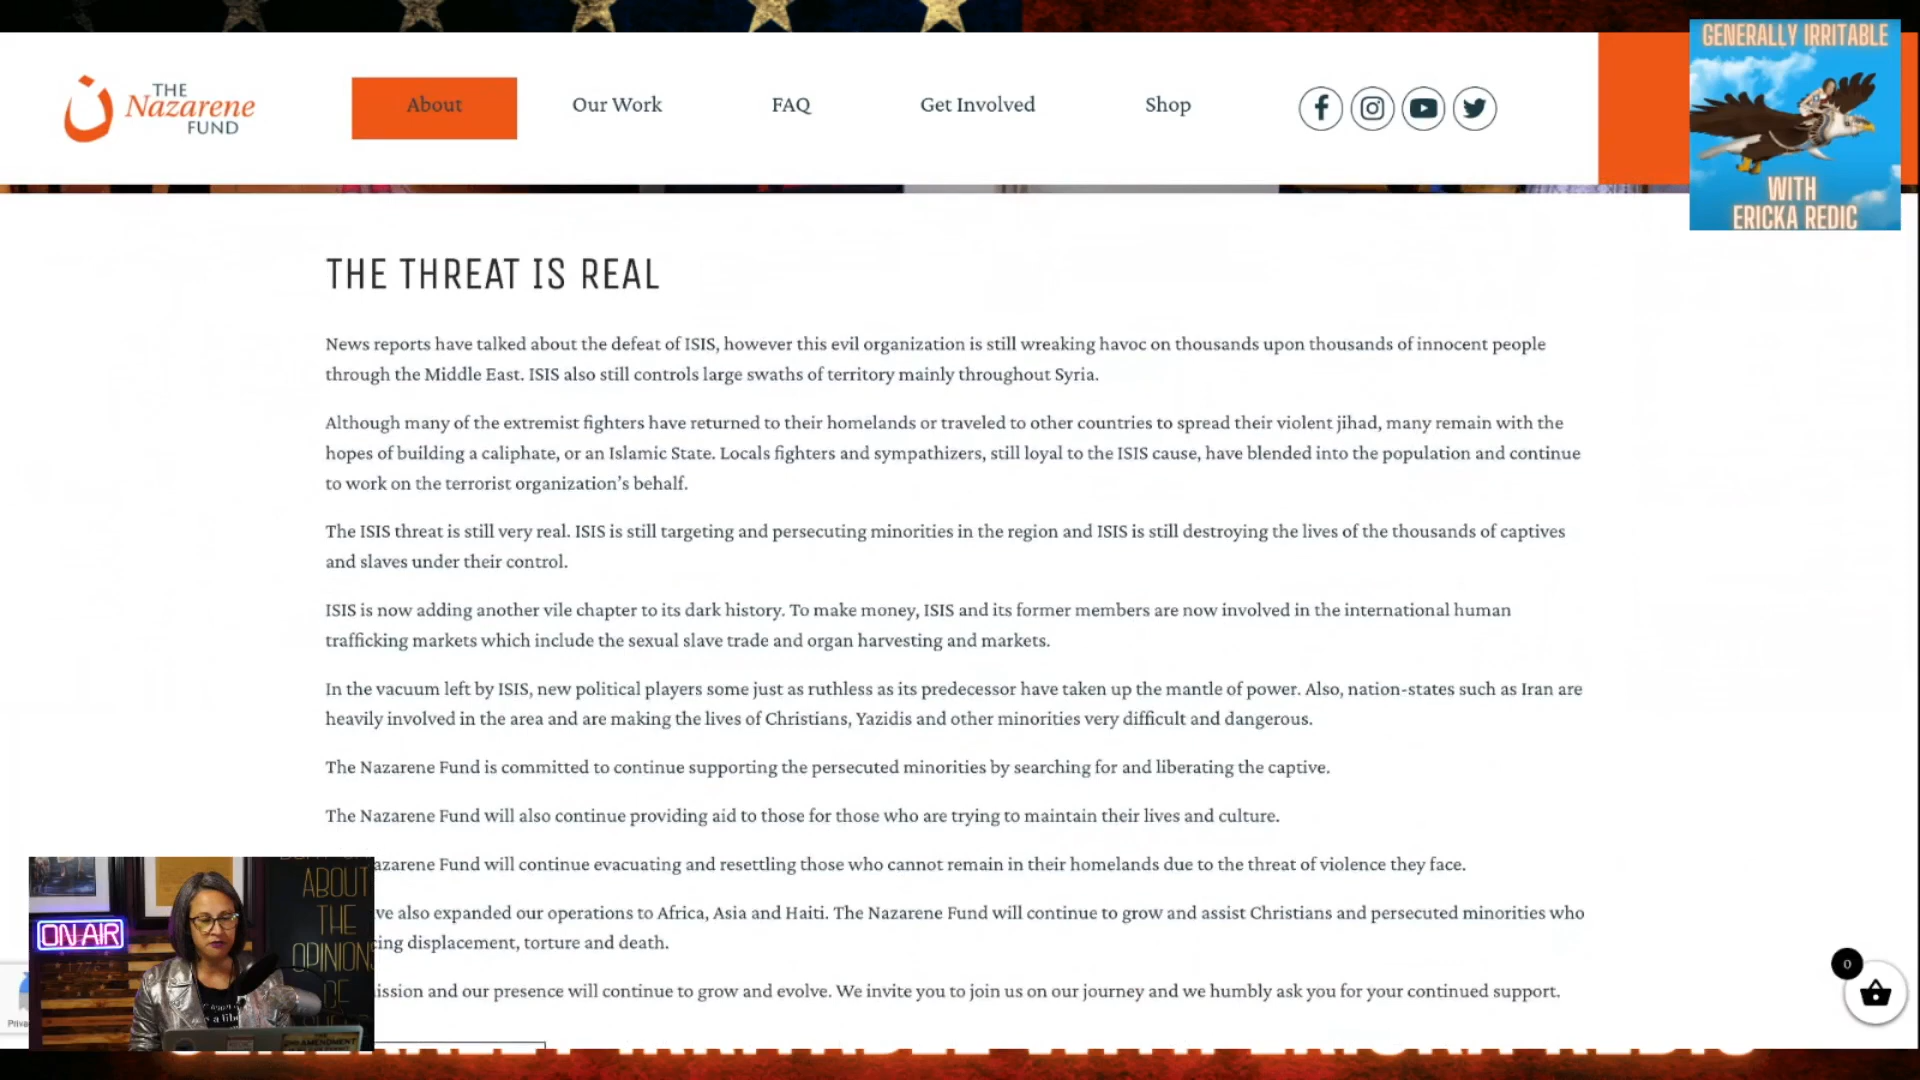 GENERALLY IRRITABLE
WITH
ERICKA REDIC
THE
Nazarene
FUND
ن
About
Our Work
FAQ
Get Involved
Shop
THE THREAT IS REAL
News reports have talked about the defeat of ISIS, however this evil organization is still wreaking havoc on thousands upon thousands of innocent people
through the Middle East. ISIS also still controls large swaths of territory mainly throughout Syria.
Although many of the extremist fighters have returned to their homelands or traveled to other countries to spread their violent jihad, many remain with the
hopes of building a caliphate, or an Islamic State. Locals fighters and sympathizers, still loyal to the ISIS cause, have blended into the population and continue
to work on the terrorist organization’s behalf.
The ISIS threat is still very real. ISIS is still targeting and persecuting minorities in the region and ISIS is still destroying the lives of the thousands of captives
and slaves under their control.
ISIS is now adding another vile chapter to its dark history. To make money, ISIS and its former members are now involved in the international human
trafficking markets which include the sexual slave trade and organ harvesting and markets.
In the vacuum left by ISIS, new political players some just as ruthless as its predecessor have taken up the mantle of power. Also, nation-states such as Iran are
heavily involved in the area and are making the lives of Christians, Yazidis and other minorities very difficult and dangerous.
The Nazarene Fund is committed to continue supporting the persecuted minorities by searching for and liberating the captive.
The Nazarene Fund will also continue providing aid to those for those who are trying to maintain their lives and culture.
azarene Fund will continue evacuating and resettling those who cannot remain in their homelands due to the threat of violence they face.
ve also expanded our operations to Africa, Asia and Haiti. The Nazarene Fund will continue to grow and assist Christians and persecuted minorities who
cing displacement, torture and death.
ission and our presence will continue to grow and evolve. We invite you to join us on our journey and we humbly ask you for your continued support.
0
Priva
ON AIR
ABOUT
THE
OPINIONS
OF